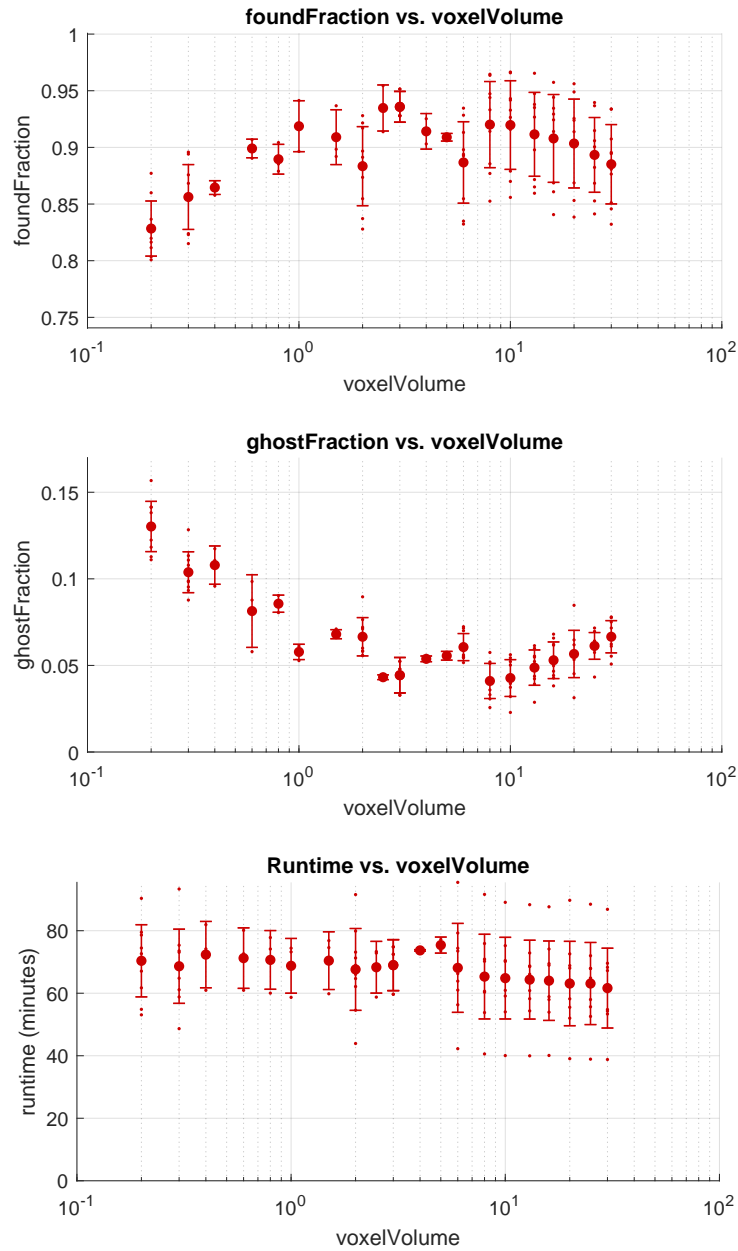 foundFraction vs. voxelVolume
1
0.95
0.9
0.85
0.8
0.75
foundFraction
10^-1 10^0 10^1 10^2
voxelVolume
ghostFraction vs. voxelVolume
0.15
0.1
0.05
0
ghostFraction
10^-1 10^0 10^1 10^2
voxelVolume
Runtime vs. voxelVolume
80
60
40
20
0
runtime (minutes)
10^-1 10^0 10^1 10^2
voxelVolume